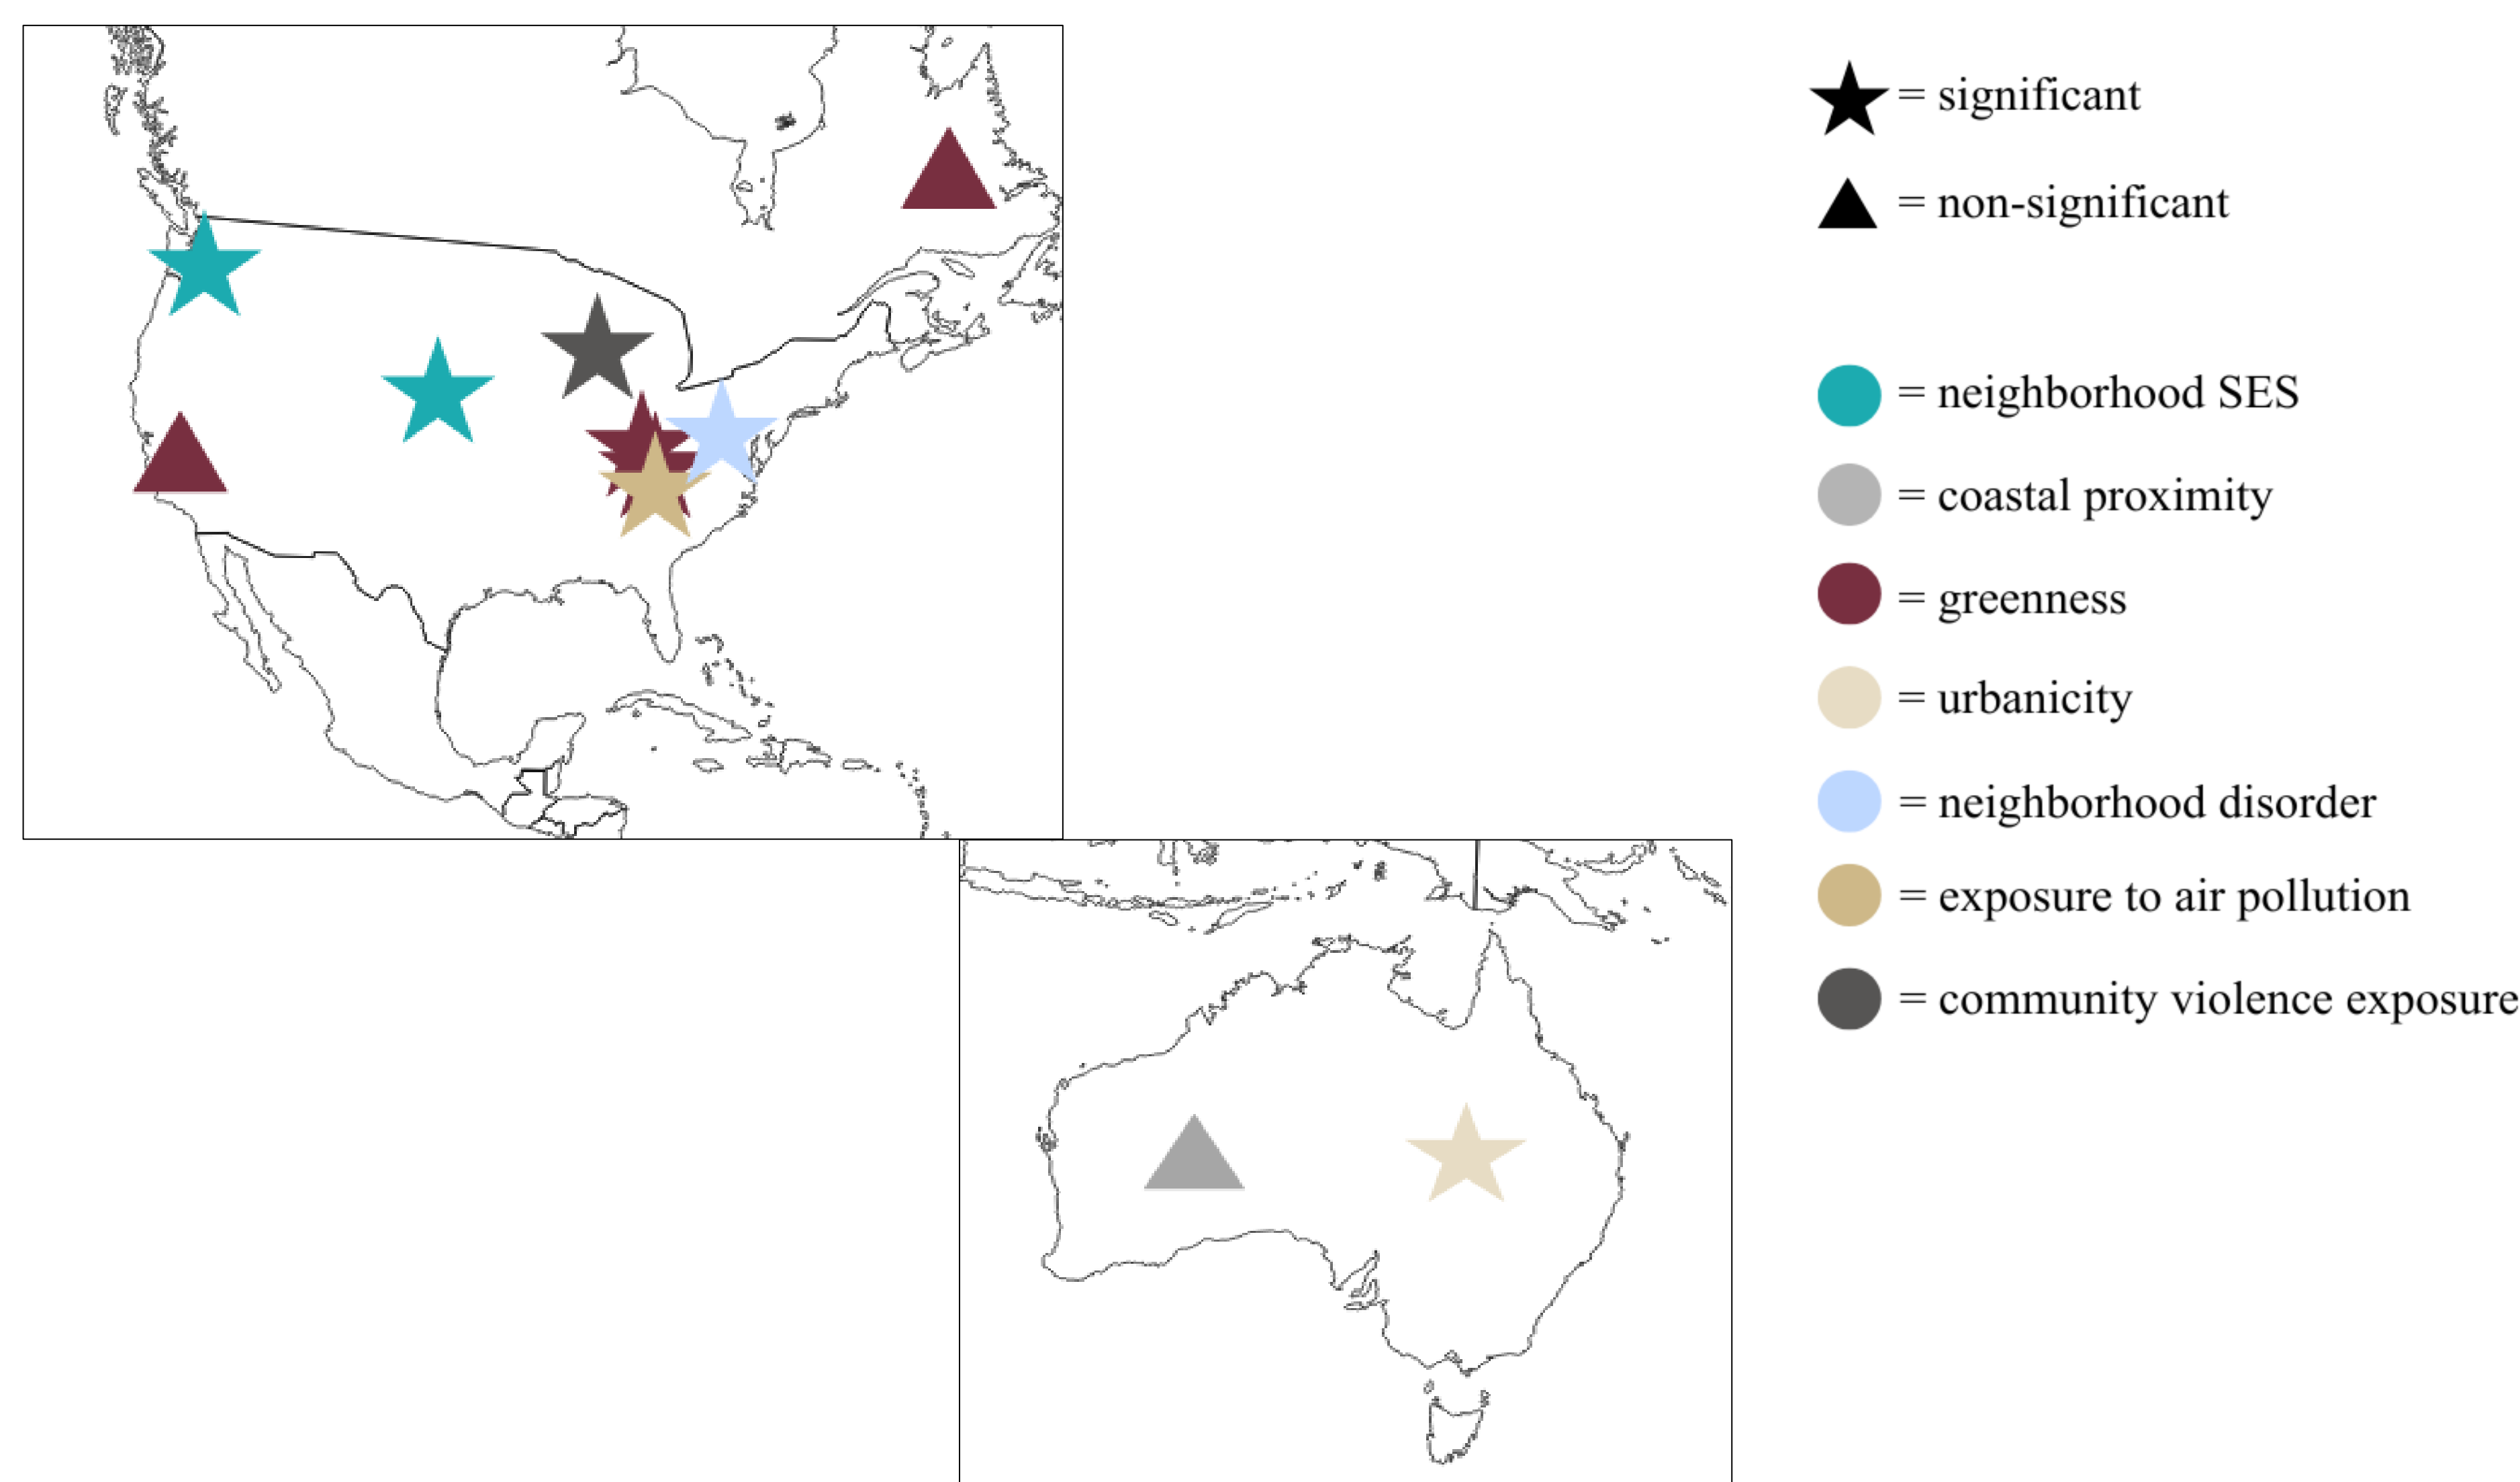 = significant
= non-significant
= neighborhood SES
= coastal proximity
= greenness
= urbanicity
= neighborhood disorder
= exposure to air pollution
= community violence exposure